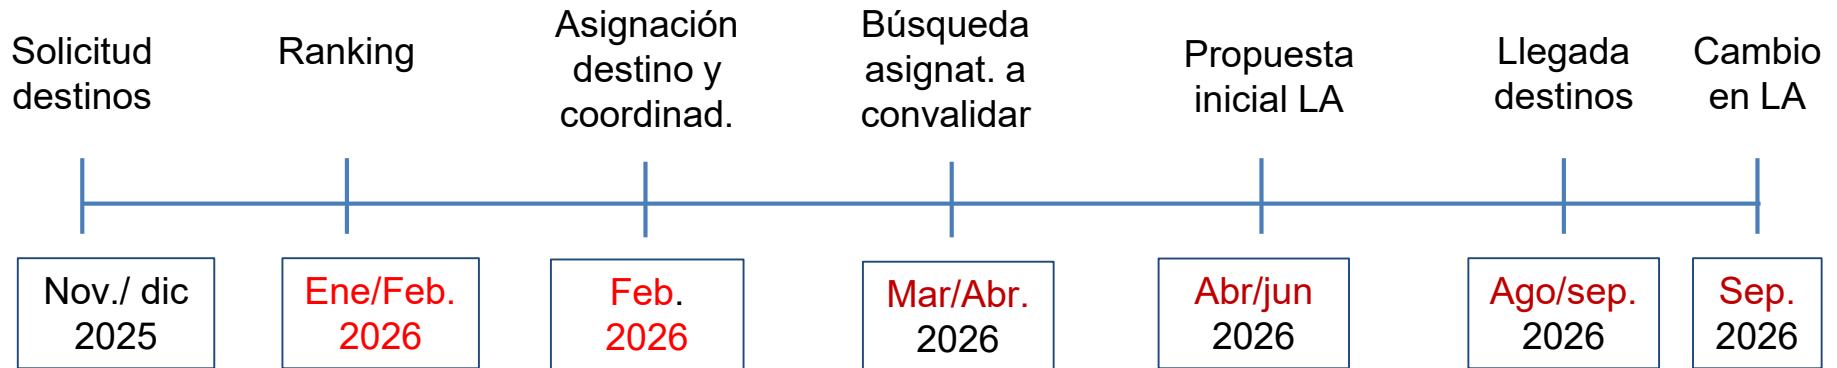 Solicitud
destinos
Ranking
Asignación
destino y
coordinad.
Búsqueda
asignat. a
convalidar
Propuesta
inicial LA
Llegada
destinos
Cambio
en LA
Nov./ dic
2025
Ene/Feb.
2026
Feb.
2026
Mar/Abr.
2026
Abr/jun
2026
Ago/sep.
2026
Sep.
2026